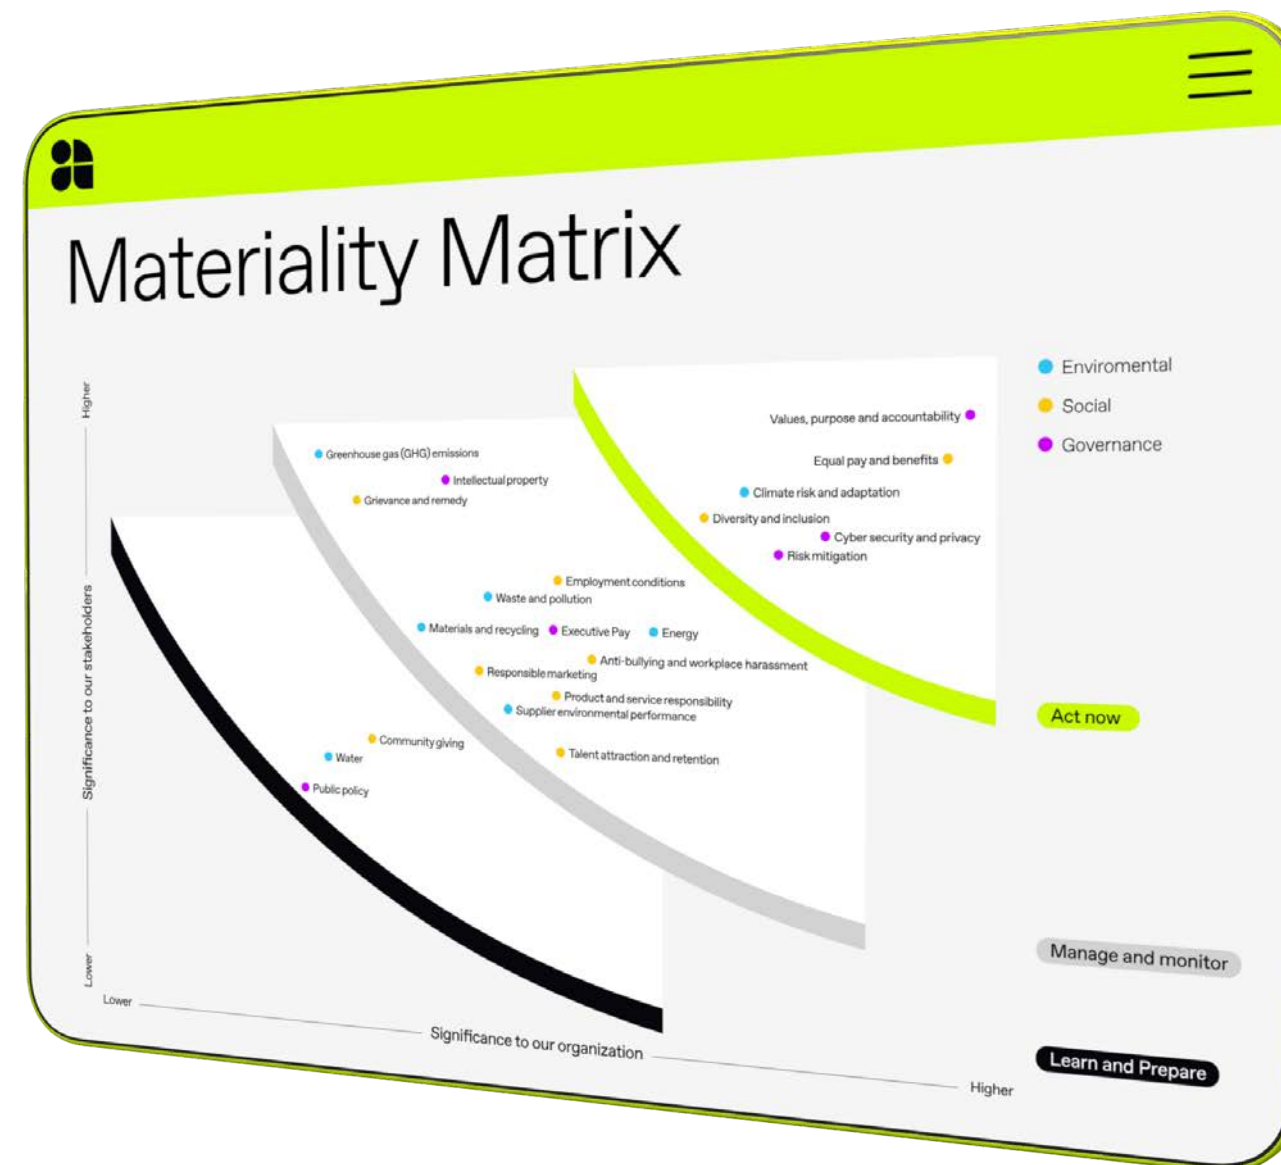 Materiality Matrix
Enviromental
Social
Governance
Higher
Significance to our stakeholders
Lower
Values, purpose and accountability
Equal pay and benefits
Climate risk and adaptation
Diversity and inclusion
Cyber security and privacy
Risk mitigation
Greenhouse gas (GHG) emissions
Intellectual property
Grievance and remedy
Employment conditions
Waste and pollution
Materials and recycling
Executive Pay
Energy
Anti-bullying and workplace harassment
Responsible marketing
Product and service responsibility
Supplier environmental performance
Talent attraction and retention
Community giving
Water
Public policy
Act now
Manage and monitor
Learn and Prepare
Lower
Significance to our organization
Higher